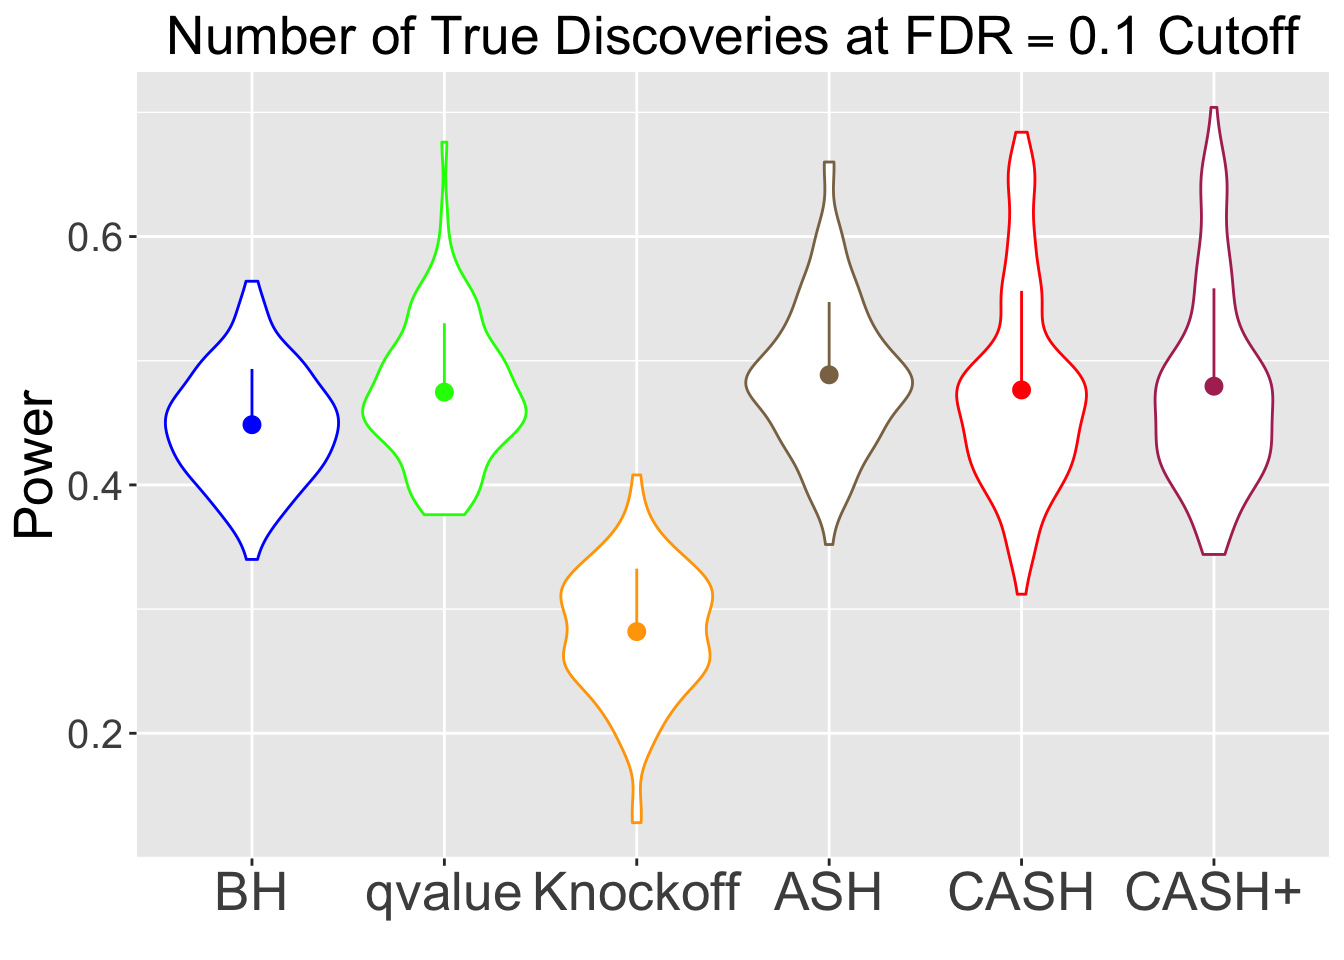 Number of True Discoveries at FDR = 0.1 Cutoff
Power
0.6
0.4
0.2
BH qvalue Knockoff ASH CASH CASH+